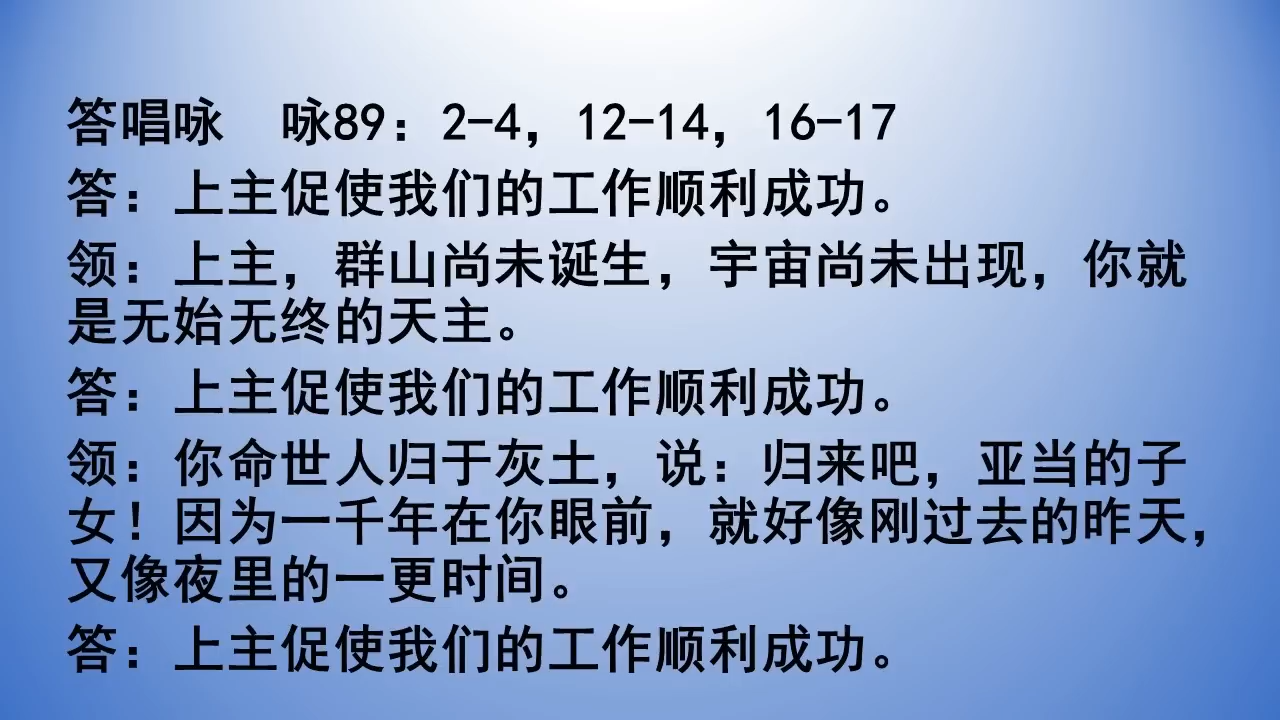 答唱咏　咏89：2-4，12-14，16-17
答：上主促使我们的工作顺利成功。
领：上主，群山尚未诞生，宇宙尚未出现，你就
是无始无终的天主。
答：上主促使我们的工作顺利成功。
领：你命世人归于灰土，说：归来吧，亚当的子
女！因为一千年在你眼前，就好像刚过去的昨天，
又像夜里的一更时间。
答：上主促使我们的工作顺利成功。